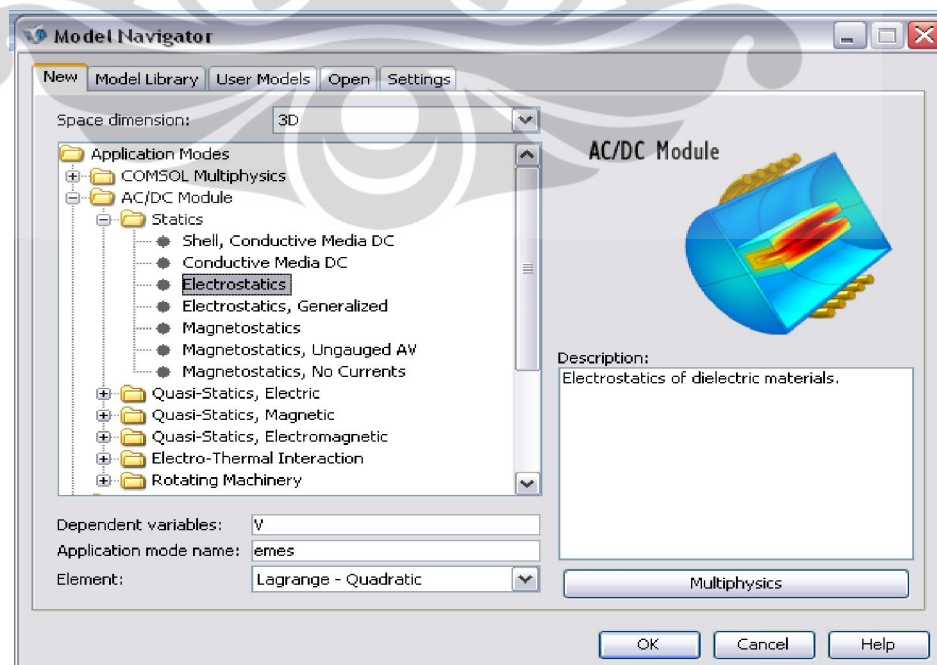 Model Navigator
New Model Library User Models Open Settings
Space dimension: 3D
Application Modes
COMSOL Multiphysics
AC/DC Module
Statics
Shell, Conductive Media DC
Conductive Media DC
Electrostatics
Electrostatics, Generalized
Magnetostatics
Magnetostatics, Ungauged AV
Magnetostatics, No Currents
Quasi-Statics, Electric
Quasi-Statics, Magnetic
Quasi-Statics, Electromagnetic
Electro-Thermal Interaction
Rotating Machinery
Dependent variables: V
Application mode name: emes
Element: Lagrange - Quadratic
AC/DC Module
Description:
Electrostatics of dielectric materials.
Multiphysics
OK Cancel Help